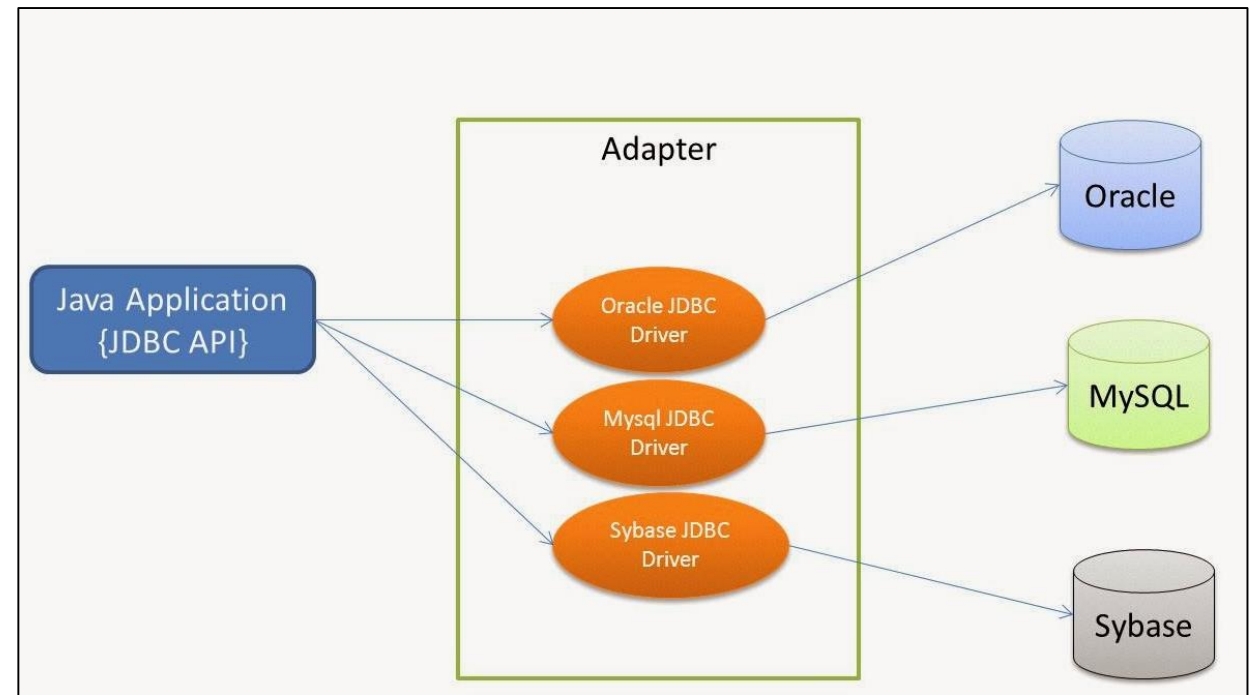 Adapter
Oracle
Java Application
{JDBC API}
Oracle JDBC
Driver
MySQL
Mysql JDBC
Driver
Sybase JDBC
Driver
Sybase